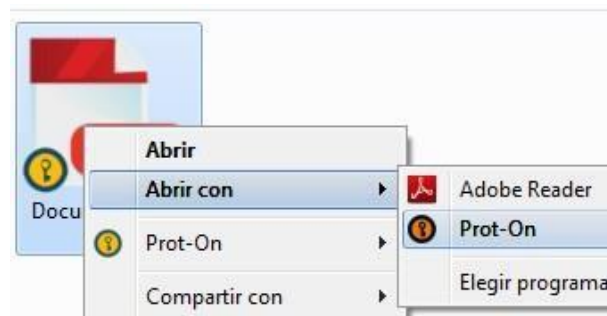 Abrir
Abrir con
Adobe Reader
Docu
Prot-On
Prot-On
Compartir con
Elegir programa